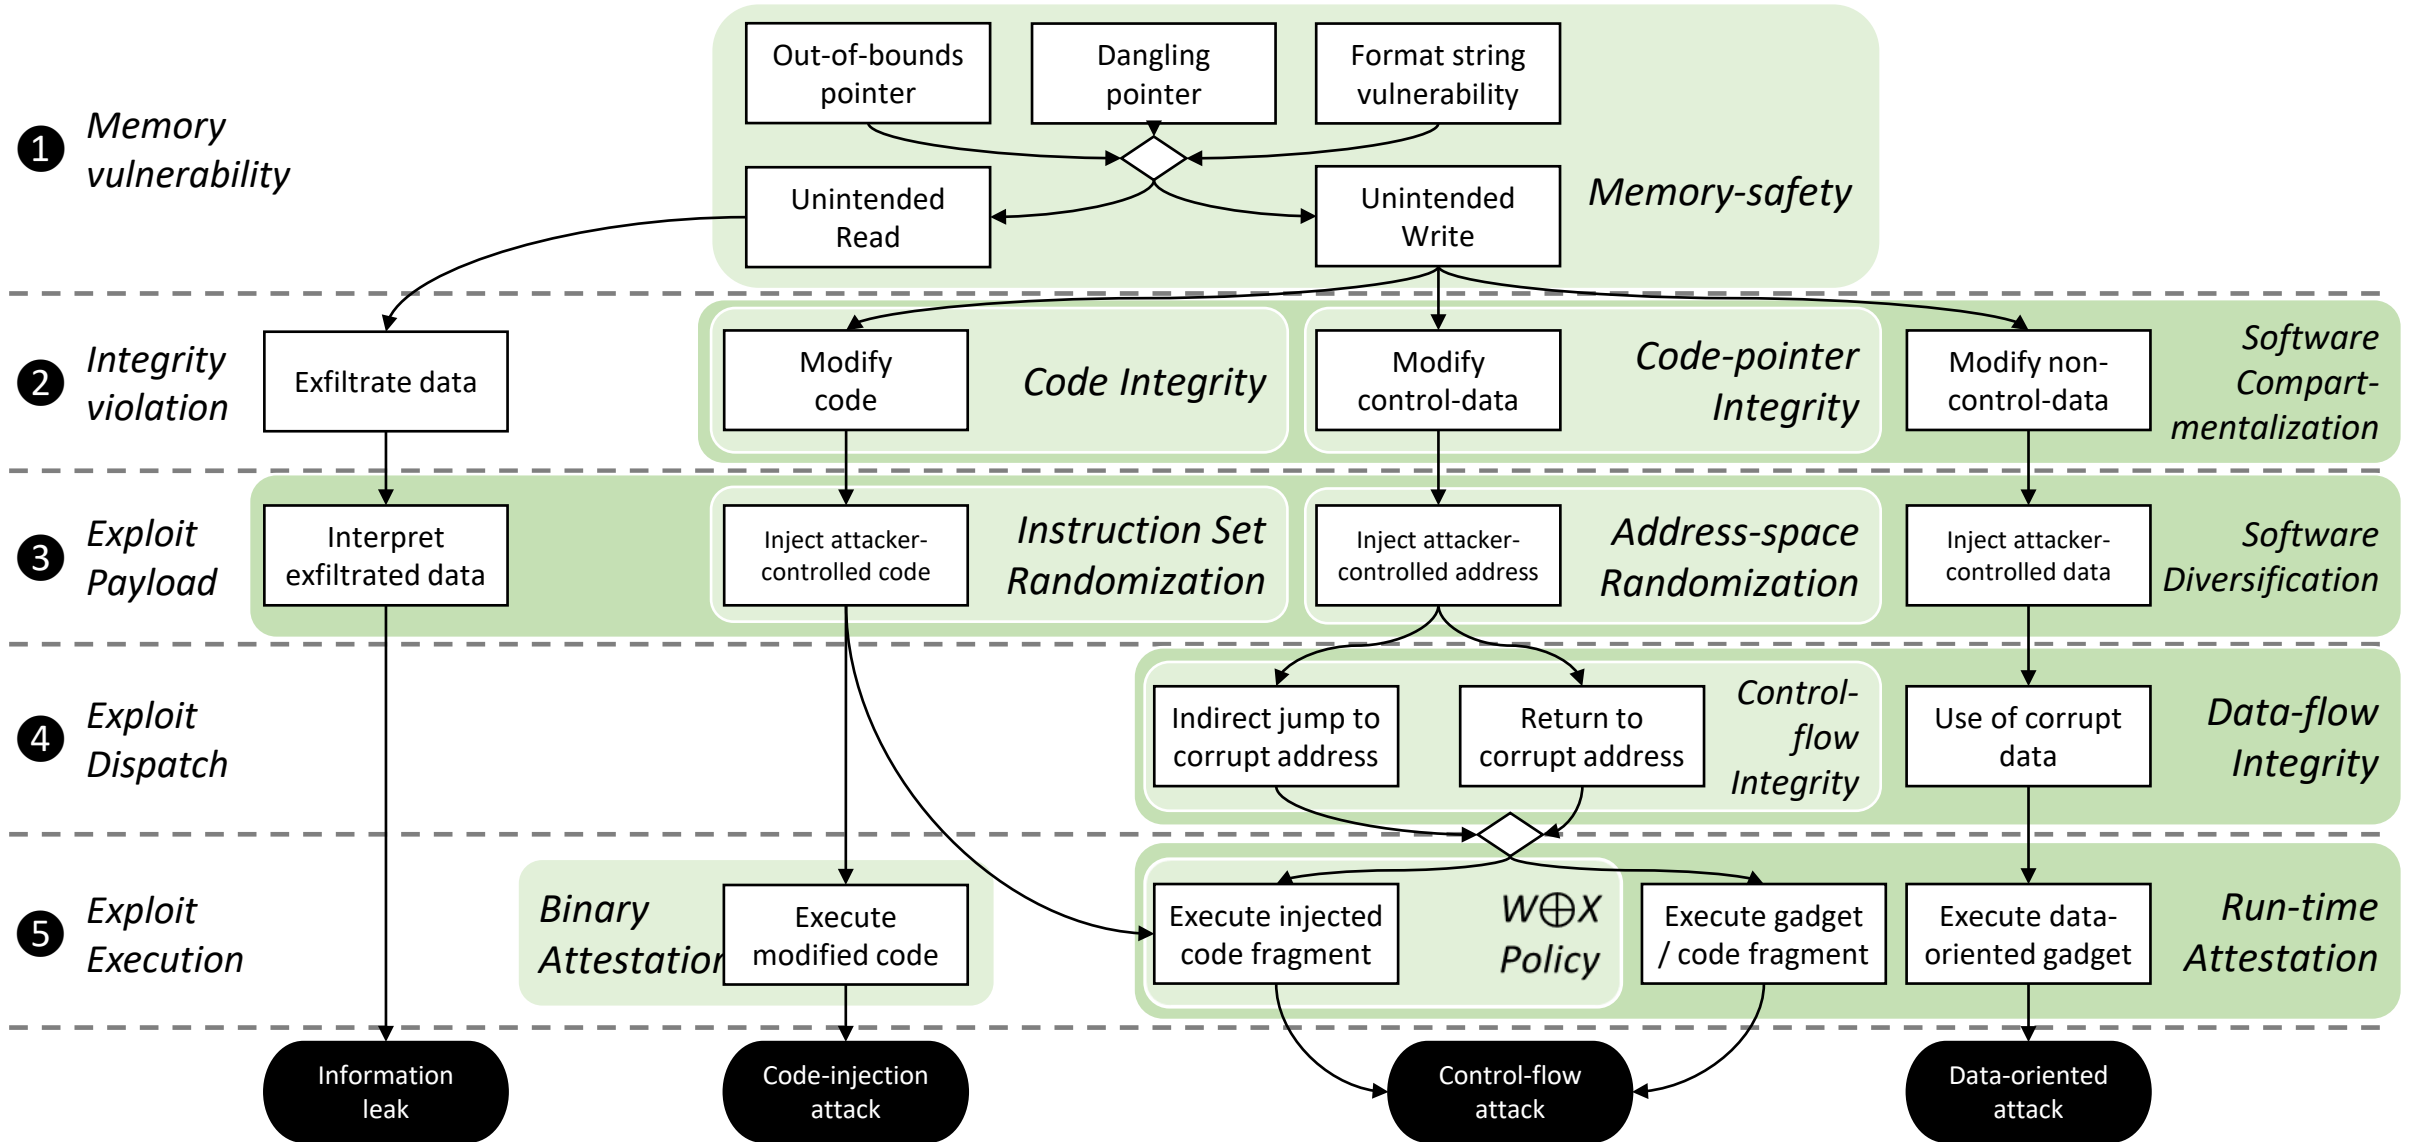 1
Memory
vulnerability
Out-of-bounds
pointer
Dangling
pointer
Format string
vulnerability
Unintended
Read
Unintended
Write
Memory-safety
2
Integrity
violation
Exfiltrate data
Modify
code
Code Integrity
Modify
control-data
Code-pointer
Integrity
Modify non-
control-data
Software
Compart-
mentalization
3
Exploit
Payload
Interpret
exfiltrated data
Inject attacker-
controlled code
Instruction Set
Randomization
Inject attacker-
controlled address
Address-space
Randomization
Inject attacker-
controlled data
Software
Diversification
4
Exploit
Dispatch
Indirect jump to
corrupt address
Return to
corrupt address
Control-
flow
Integrity
Use of corrupt
data
Data-flow
Integrity
5
Exploit
Execution
Binary
Attestation
Execute
modified code
Execute injected
code fragment
W⊕X
Policy
Execute gadget
/ code fragment
Execute data-
oriented gadget
Run-time
Attestation
Information
leak
Code-injection
attack
Control-flow
attack
Data-oriented
attack